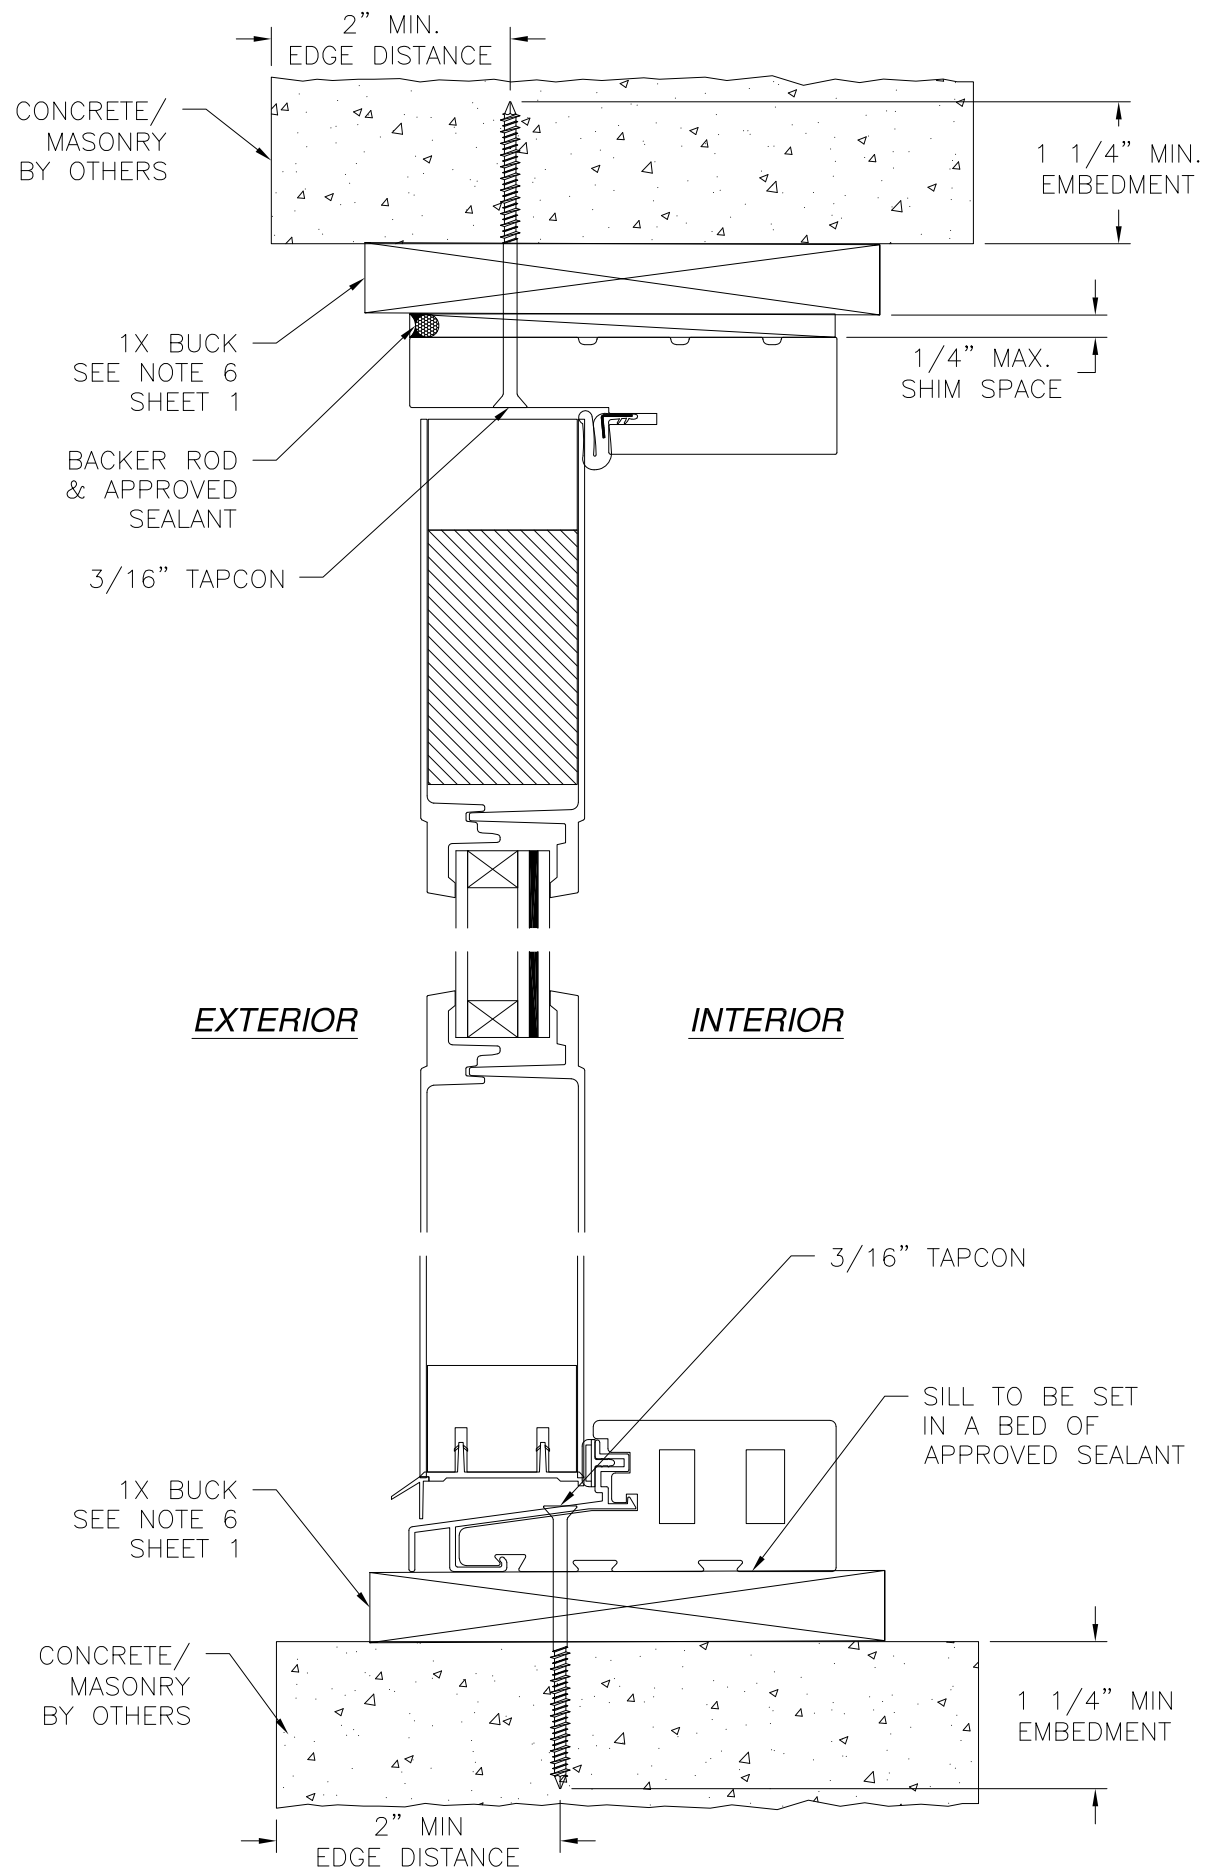 2” MIN.
EDGE DISTANCE
CONCRETE/
MASONRY
BY OTHERS
1 1/4” MIN.
EMBEDMENT
1X BUCK
SEE NOTE 6
SHEET 1
1/4” MAX.
SHIM SPACE
BACKER ROD
& APPROVED
SEALANT
3/16” TAPCON
EXTERIOR
INTERIOR
3/16” TAPCON
SILL TO BE SET
IN A BED OF
APPROVED SEALANT
1X BUCK
SEE NOTE 6
SHEET 1
CONCRETE/
MASONRY
BY OTHERS
1 1/4” MIN
EMBEDMENT
2” MIN
EDGE DISTANCE